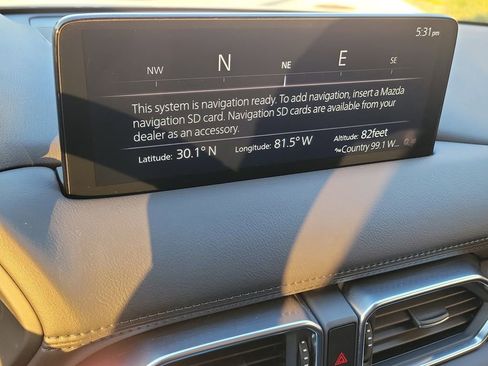 5:31pm
NW N NE E SE
This system is navigation ready. To add navigation, insert a Mazda
navigation SD card. Navigation SD cards are available from your
dealer as an accessory.
Latitude: 30.1° N Longitude: 81.5° W Altitude: 82feet
Country 99.1 W...